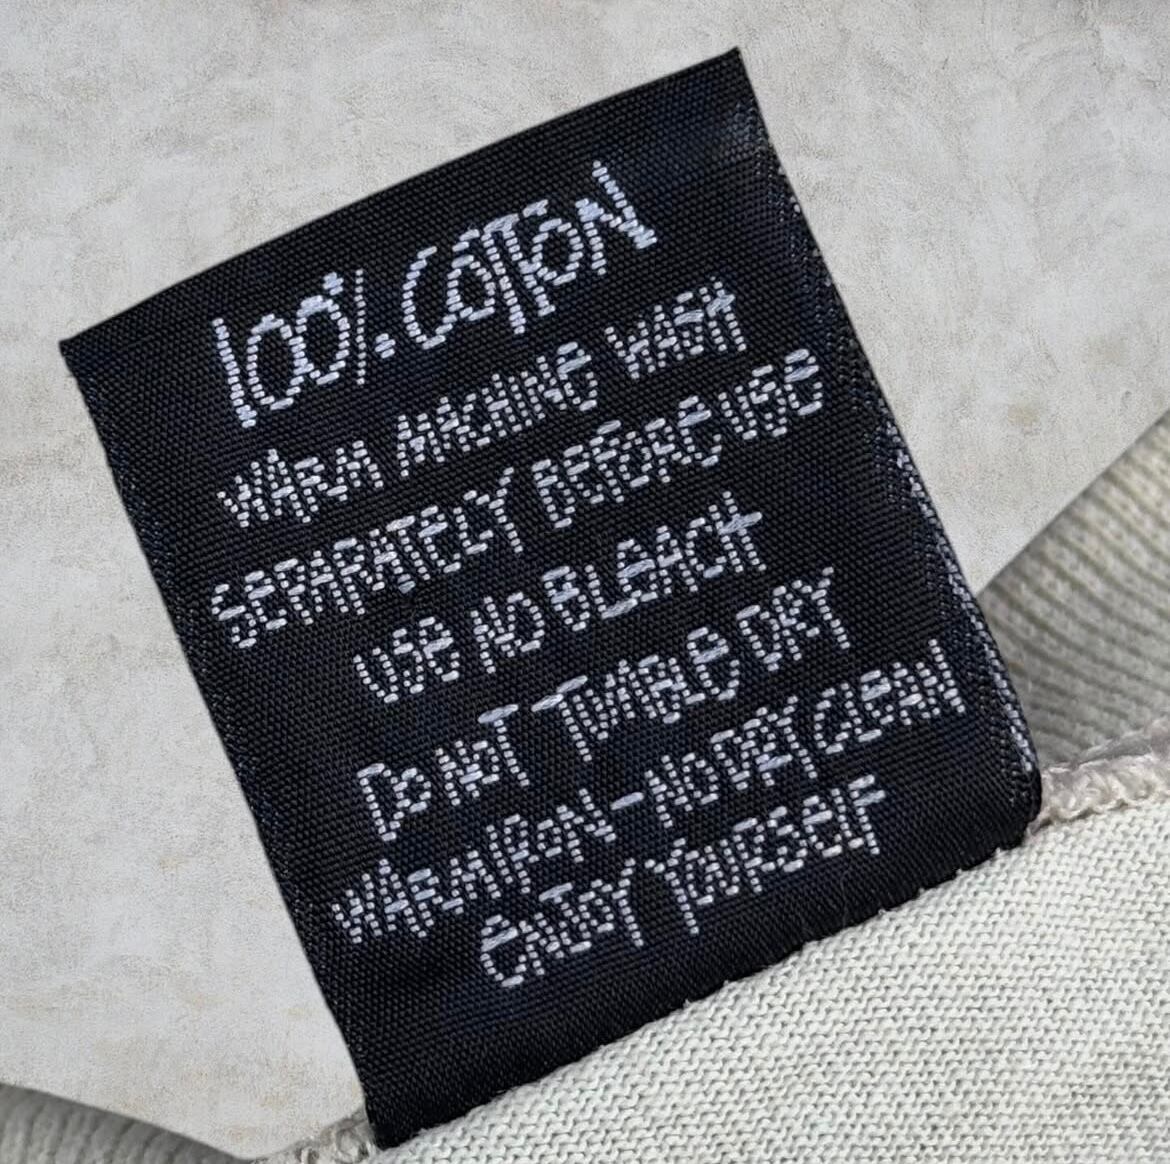 100% COTTON
WARM MACHINE WASH
SEPARATELY BEFORE USE
USE NO BLEACH
DO NOT TUMBLE DRY
WARM IRON - NO DRY CLEAN
ENJOY YOURSELF